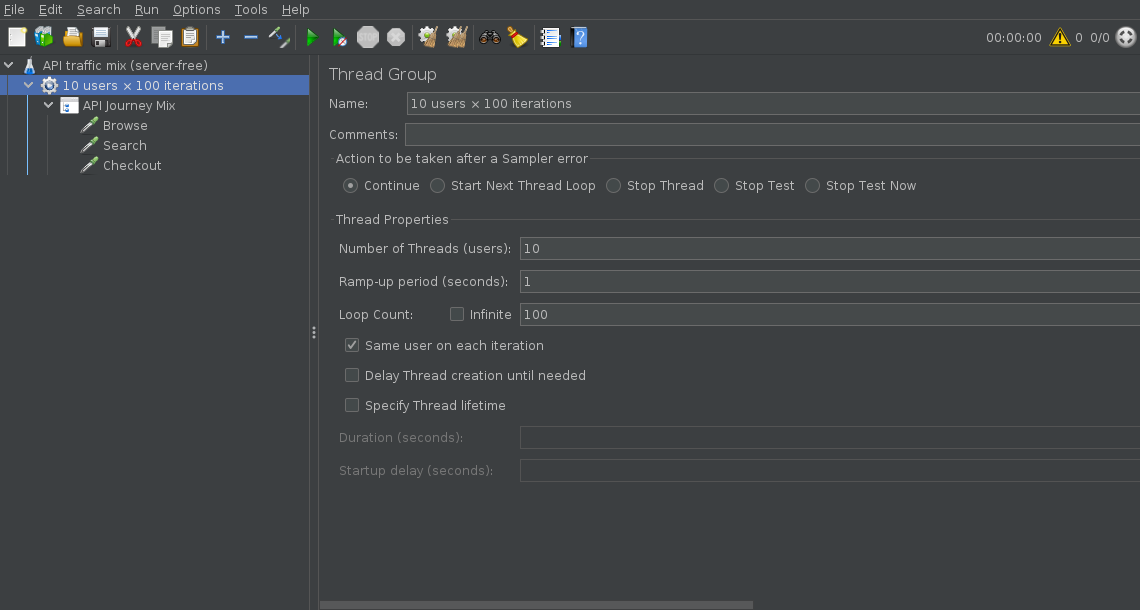 File Edit Search Run Options Tools Help
STOP 00:00:00 0 0/0
API traffic mix (server-free)
10 users × 100 iterations
API Journey Mix
Browse
Search
Checkout
Thread Group
Name: 10 users × 100 iterations
Comments:
Action to be taken after a Sampler error
Continue Start Next Thread Loop Stop Thread Stop Test Stop Test Now
Thread Properties
Number of Threads (users): 10
Ramp-up period (seconds): 1
Loop Count: Infinite 100
Same user on each iteration
Delay Thread creation until needed
Specify Thread lifetime
Duration (seconds):
Startup delay (seconds):